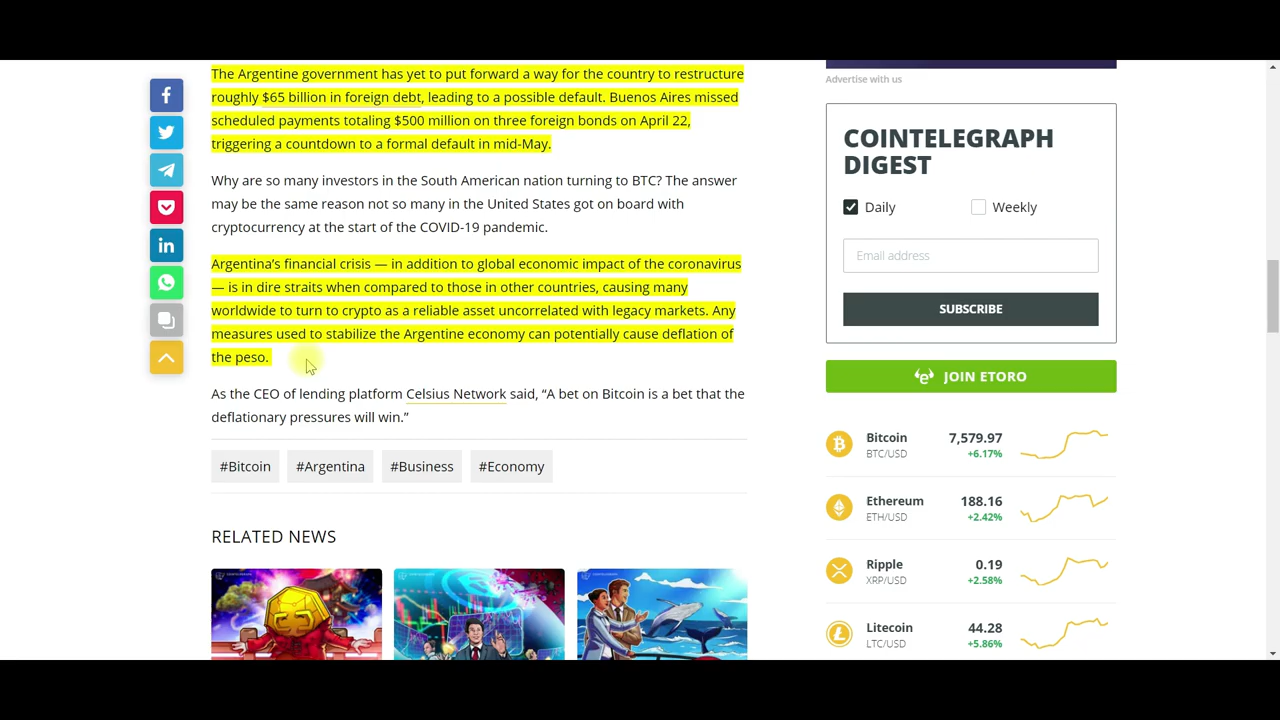 The Argentine government has yet to put forward a way for the country to restructure
roughly $65 billion in foreign debt, leading to a possible default. Buenos Aires missed
scheduled payments totaling $500 million on three foreign bonds on April 22,
triggering a countdown to a formal default in mid-May.
Why are so many investors in the South American nation turning to BTC? The answer
may be the same reason not so many in the United States got on board with
cryptocurrency at the start of the COVID-19 pandemic.
Argentina’s financial crisis — in addition to global economic impact of the coronavirus
— is in dire straits when compared to those in other countries, causing many
worldwide to turn to crypto as a reliable asset uncorrelated with legacy markets. Any
measures used to stabilize the Argentine economy can potentially cause deflation of
the peso.
As the CEO of lending platform Celsius Network said, “A bet on Bitcoin is a bet that the
deflationary pressures will win.”
#Bitcoin #Argentina #Business #Economy
RELATED NEWS
Advertise with us
COINTELEGRAPH
DIGEST
Daily Weekly
Email address
SUBSCRIBE
JOIN ETORO
Bitcoin 7,579.97
BTC/USD +6.17%
Ethereum 188.16
ETH/USD +2.42%
Ripple 0.19
XRP/USD +2.58%
Litecoin 44.28
LTC/USD +5.86%